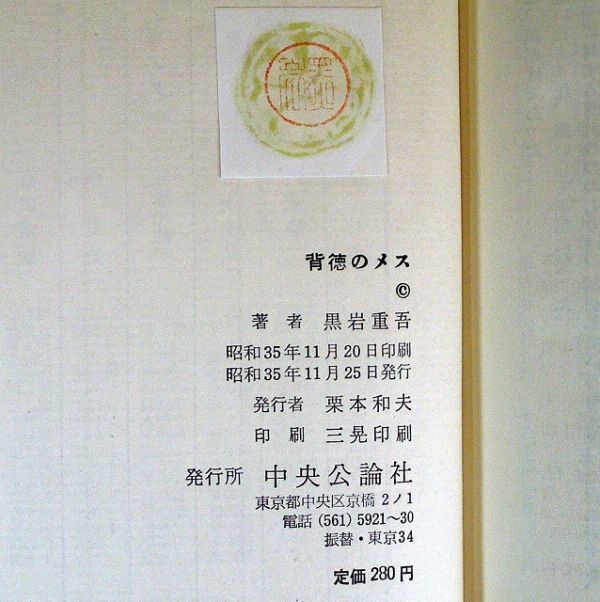 背徳のメス
©
著者 黒岩重吾
昭和35年11月20日印刷
昭和35年11月25日発行
発行者 栗本和夫
印刷 三晃印刷
発行所 中央公論社
東京都中央区京橋 2ノ1
電話 (561) 5921〜30
振替・東京34
定価 280円